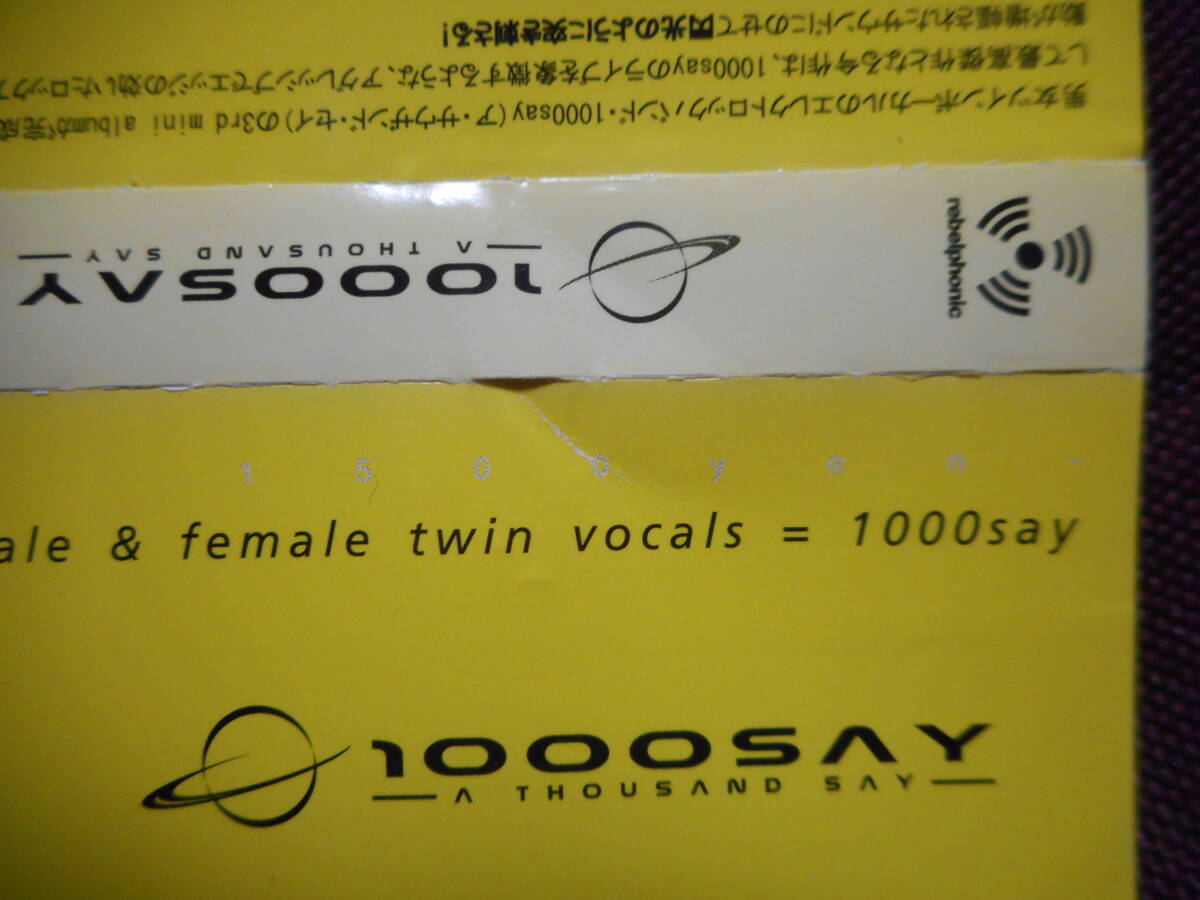 男女ツインボーカルのエレクトロロックバンド・1000say(ア・サウザンド・セイ)の3rd mini albumが完成
して最高傑作となる今作は、1000sayのライブを象徴するような、アグレッシブでエッジの効いたロック
動が増幅されたサウンドにのせて閃光のように突き刺さる!
rebelphonic
1000SAY
A THOUSAND SAY
1500yen-
ale & female twin vocals = 1000say
1000SAY
A THOUSAND SAY